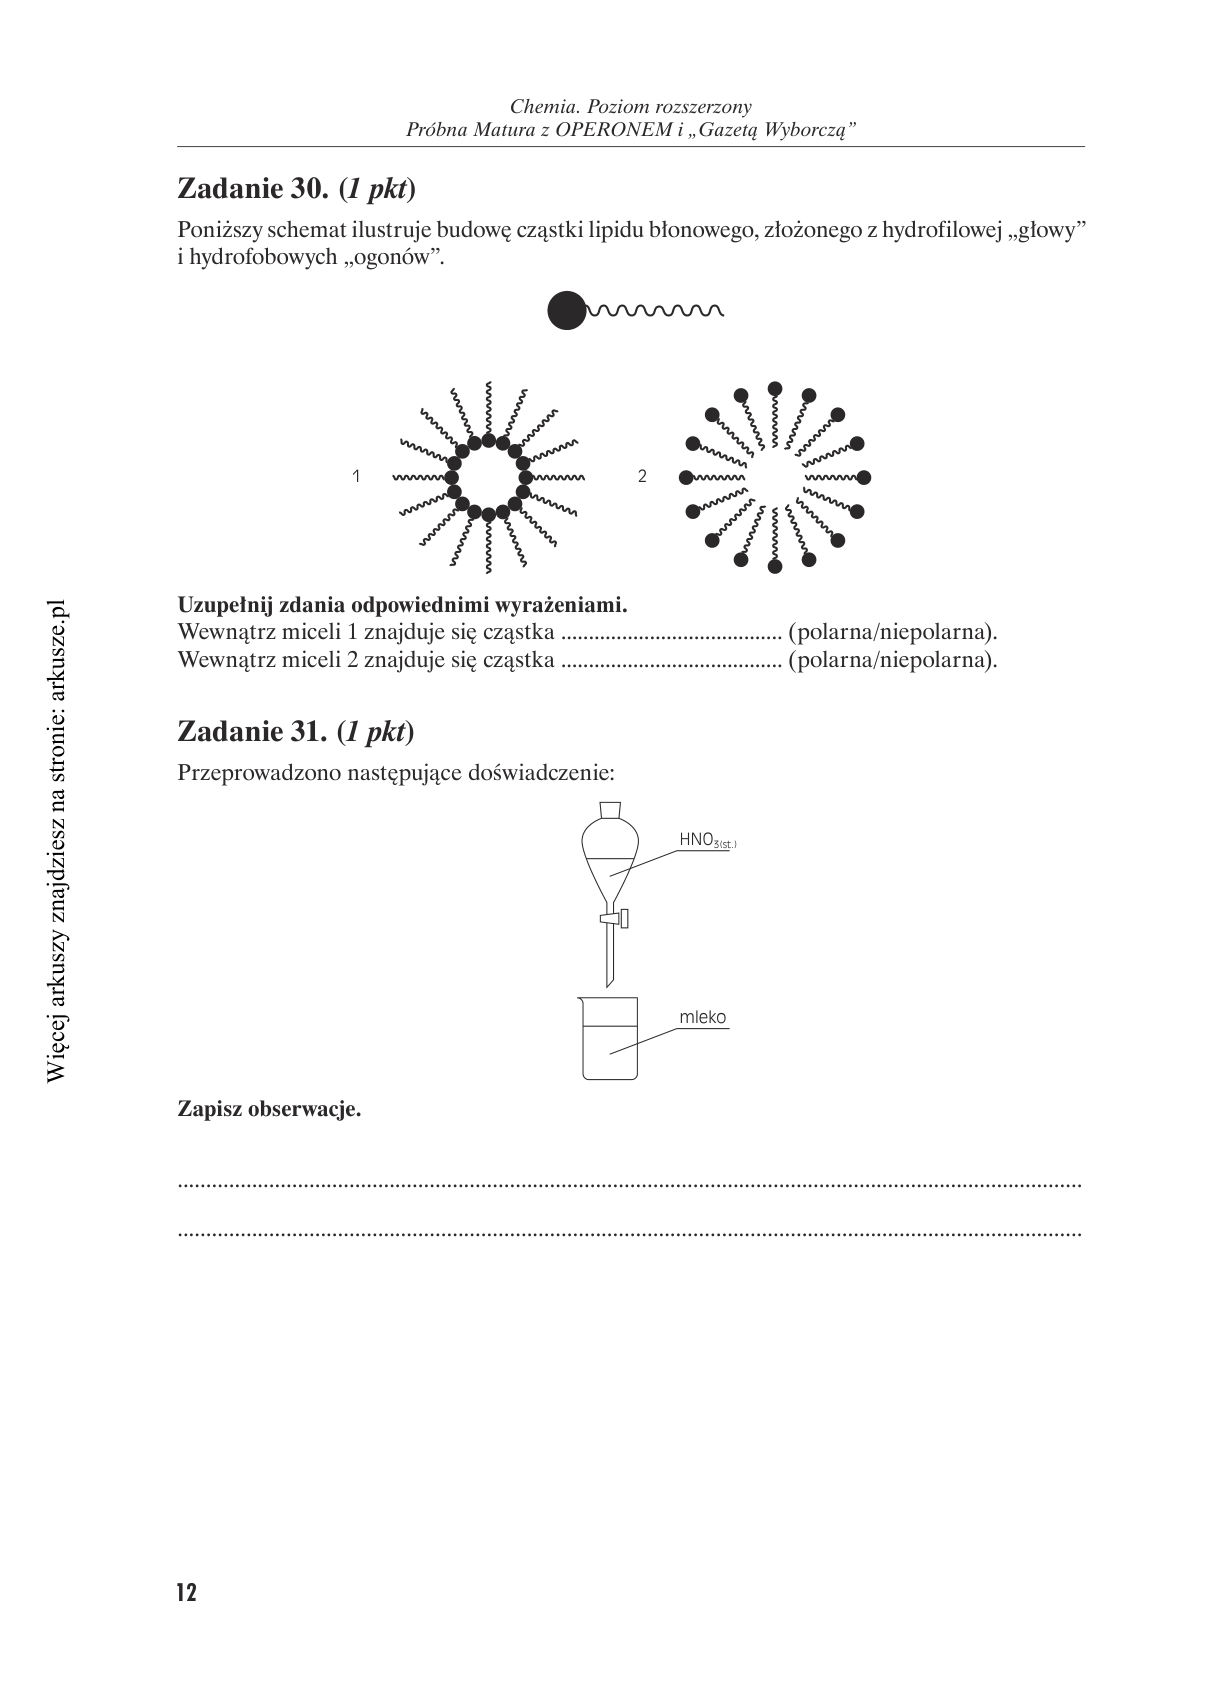 Chemia. Poziom rozszerzony
Próbna Matura z OPERONEM i „Gazetą Wyborczą”
Zadanie 30. (1 pkt)
Poniższy schemat ilustruje budowę cząstki lipidu błonowego, złożonego z hydrofilowej „głowy”
i hydrofobowych „ogonów”.
1
2
Uzupełnij zdania odpowiednimi wyrażeniami.
Wewnątrz miceli 1 znajduje się cząstka ........................................ (polarna/niepolarna).
Wewnątrz miceli 2 znajduje się cząstka ........................................ (polarna/niepolarna).
Zadanie 31. (1 pkt)
Przeprowadzono następujące doświadczenie:
HNO₃(st.)
mleko
Zapisz obserwacje.
................................................................................................................................................................
................................................................................................................................................................
12
Więcej arkuszy znajdziesz na stronie: arkusze.pl